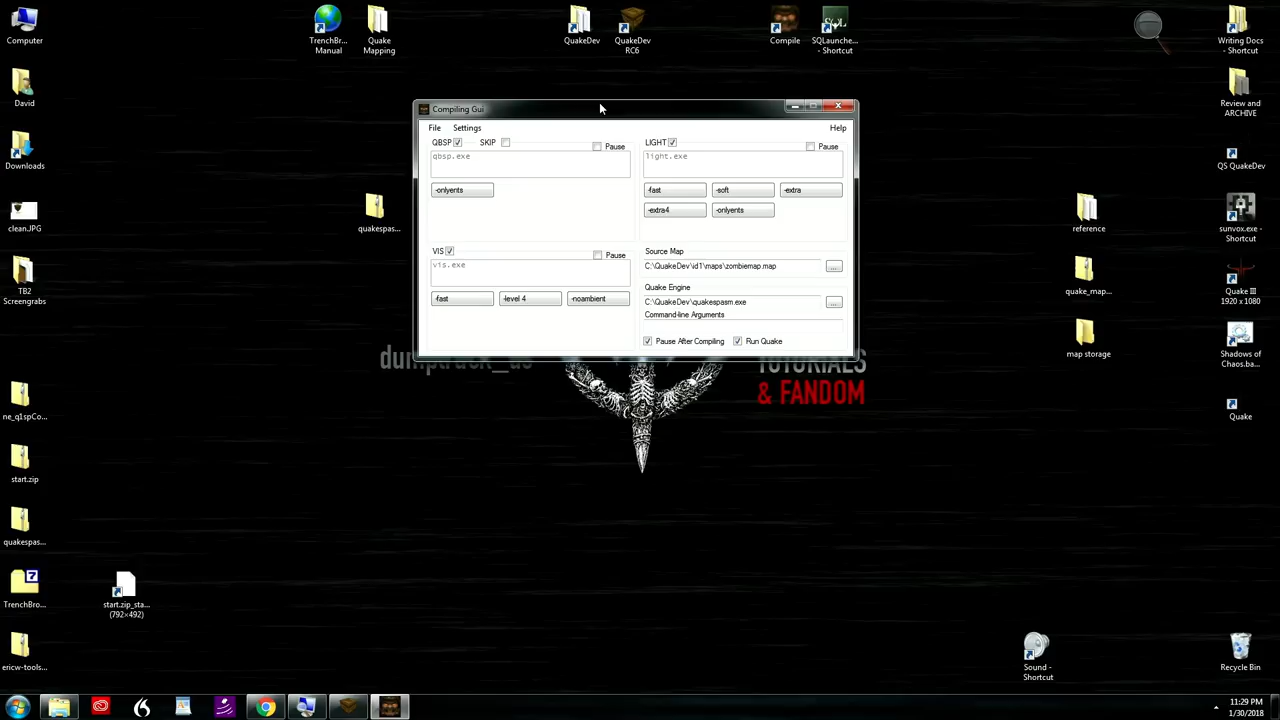 Computer
TrenchBr...
Manual
Quake
Mapping
QuakeDev
QuakeDev
RC6
Compile
SQLaunche...
- Shortcut
Writing Docs
- Shortcut
David
Review and
ARCHIVE
Downloads
QS QuakeDev
clean.JPG
quakespas...
reference
sunvox.exe -
Shortcut
TB2
Screengrabs
quake_map...
Quake III
1920 x 1080
map storage
Shadows of
Chaos.ba...
ne_q1spCo...
Quake
start.zip
quakespas...
TrenchBro...
start.zip_sta...
(792×492)
ericw-tools...
Sound -
Shortcut
Recycle Bin
Compiling Gui
File Settings Help
QBSP SKIP Pause
qbsp.exe
-onlyents
LIGHT Pause
light.exe
-fast -soft -extra
-extra4 -onlyents
VIS Pause
vis.exe
-fast -level 4 -noambient
Source Map
C:\QuakeDev\id1\maps\zombiemap.map ...
Quake Engine
C:\QuakeDev\quakespasm.exe ...
Command-line Arguments
Pause After Compiling Run Quake
dumptruck_ds
TUTORIALS
& FANDOM
11:29 PM
1/30/2018